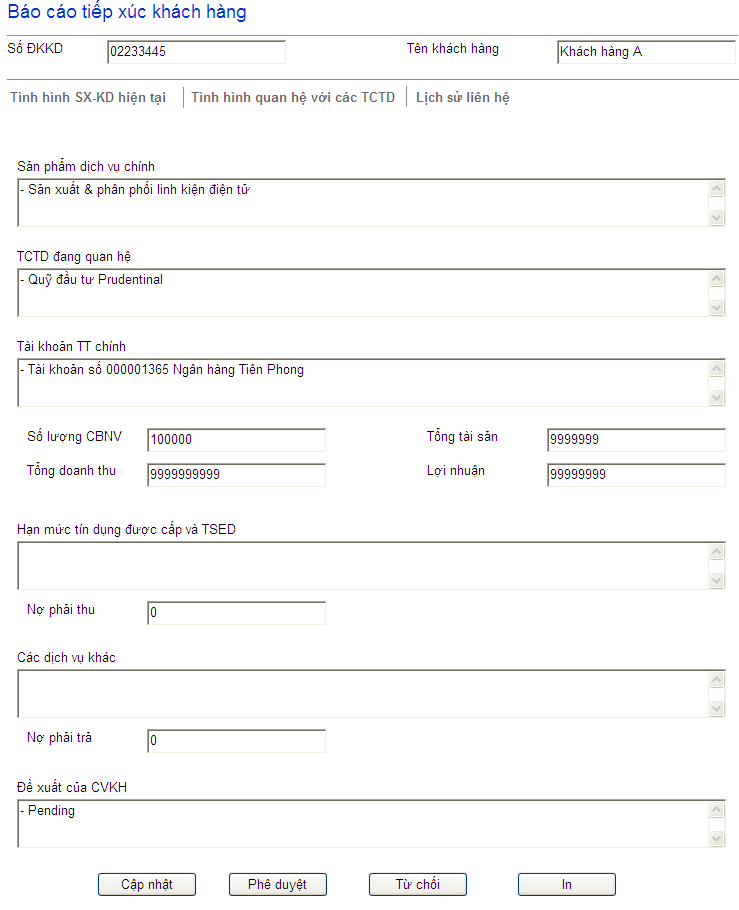 Báo cáo tiếp xúc khách hàng
Số ĐKKD 02233445 Tên khách hàng Khách hàng A
Tình hình SX-KD hiện tại Tình hình quan hệ với các TCTD Lịch sử liên hệ
Sản phẩm dịch vụ chính
- Sản xuất & phân phối linh kiện điện tử
TCTD đang quan hệ
- Quỹ đầu tư Prudentinal
Tài khoản TT chính
- Tài khoản số 000001365 Ngân hàng Tiên Phong
Số lượng CBNV 100000 Tổng tài sản 9999999
Tổng doanh thu 9999999999 Lợi nhuận 99999999
Hạn mức tín dụng được cấp và TSED
Nợ phải thu 0
Các dịch vụ khác
Nợ phải trả 0
Đề xuất của CVKH
- Pending
Cập nhật Phê duyệt Từ chối In